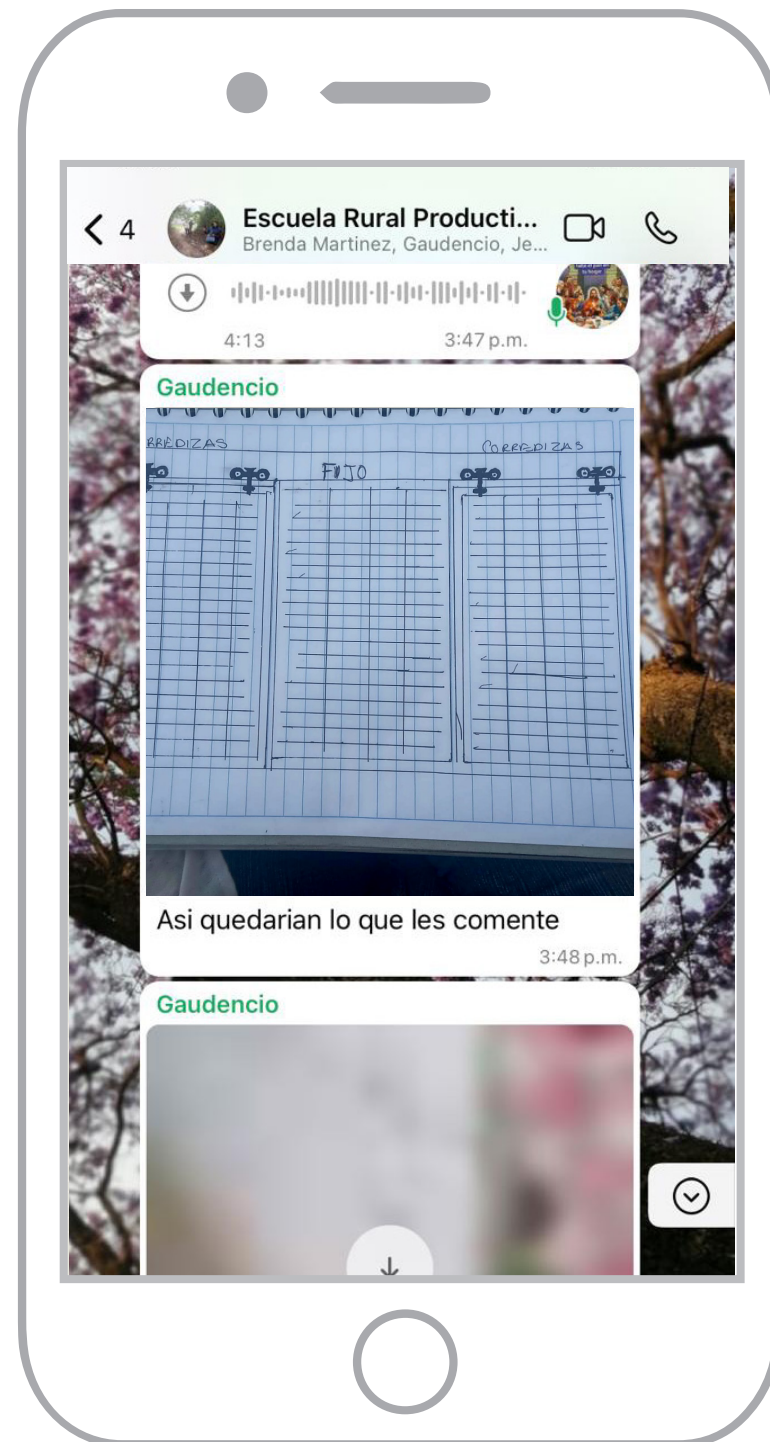 4
Escuela Rural Producti...
Brenda Martinez, Gaudencio, Je...
4:13 3:47 p.m.
Gaudencio
RREDIZAS CORREDIZAS
FIJO
Asi quedarian lo que les comente
3:48 p.m.
Gaudencio